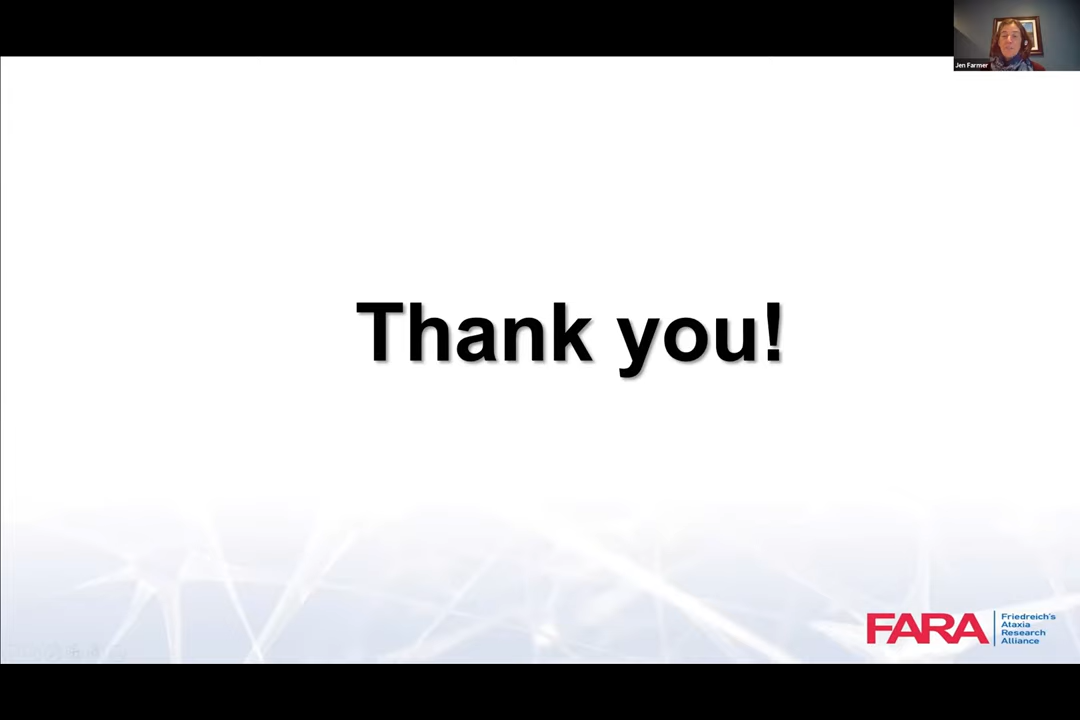 Jen Farmer
Thank you!
FARA
Friedreich's
Ataxia
Research
Alliance